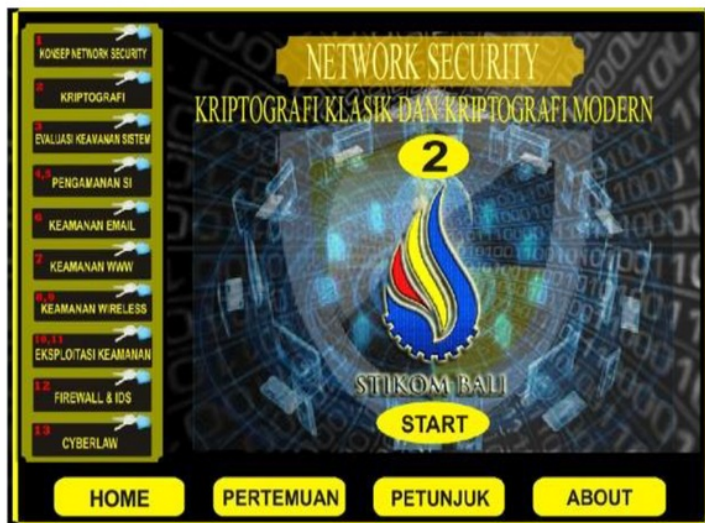 1
KONSEP NETWORK SECURITY
2
KRIPTOGRAFI
3
EVALUASI KEAMANAN SISTEM
4,5
PENGAMANAN SI
6
KEAMANAN EMAIL
7
KEAMANAN WWW
8,9
KEAMANAN WIRELESS
10,11
EKSPLOITASI KEAMANAN
12
FIREWALL & IDS
13
CYBERLAW
NETWORK SECURITY
KRIPTOGRAFI KLASIK DAN KRIPTOGRAFI MODERN
2
STIKOM BALI
START
HOME
PERTEMUAN
PETUNJUK
ABOUT